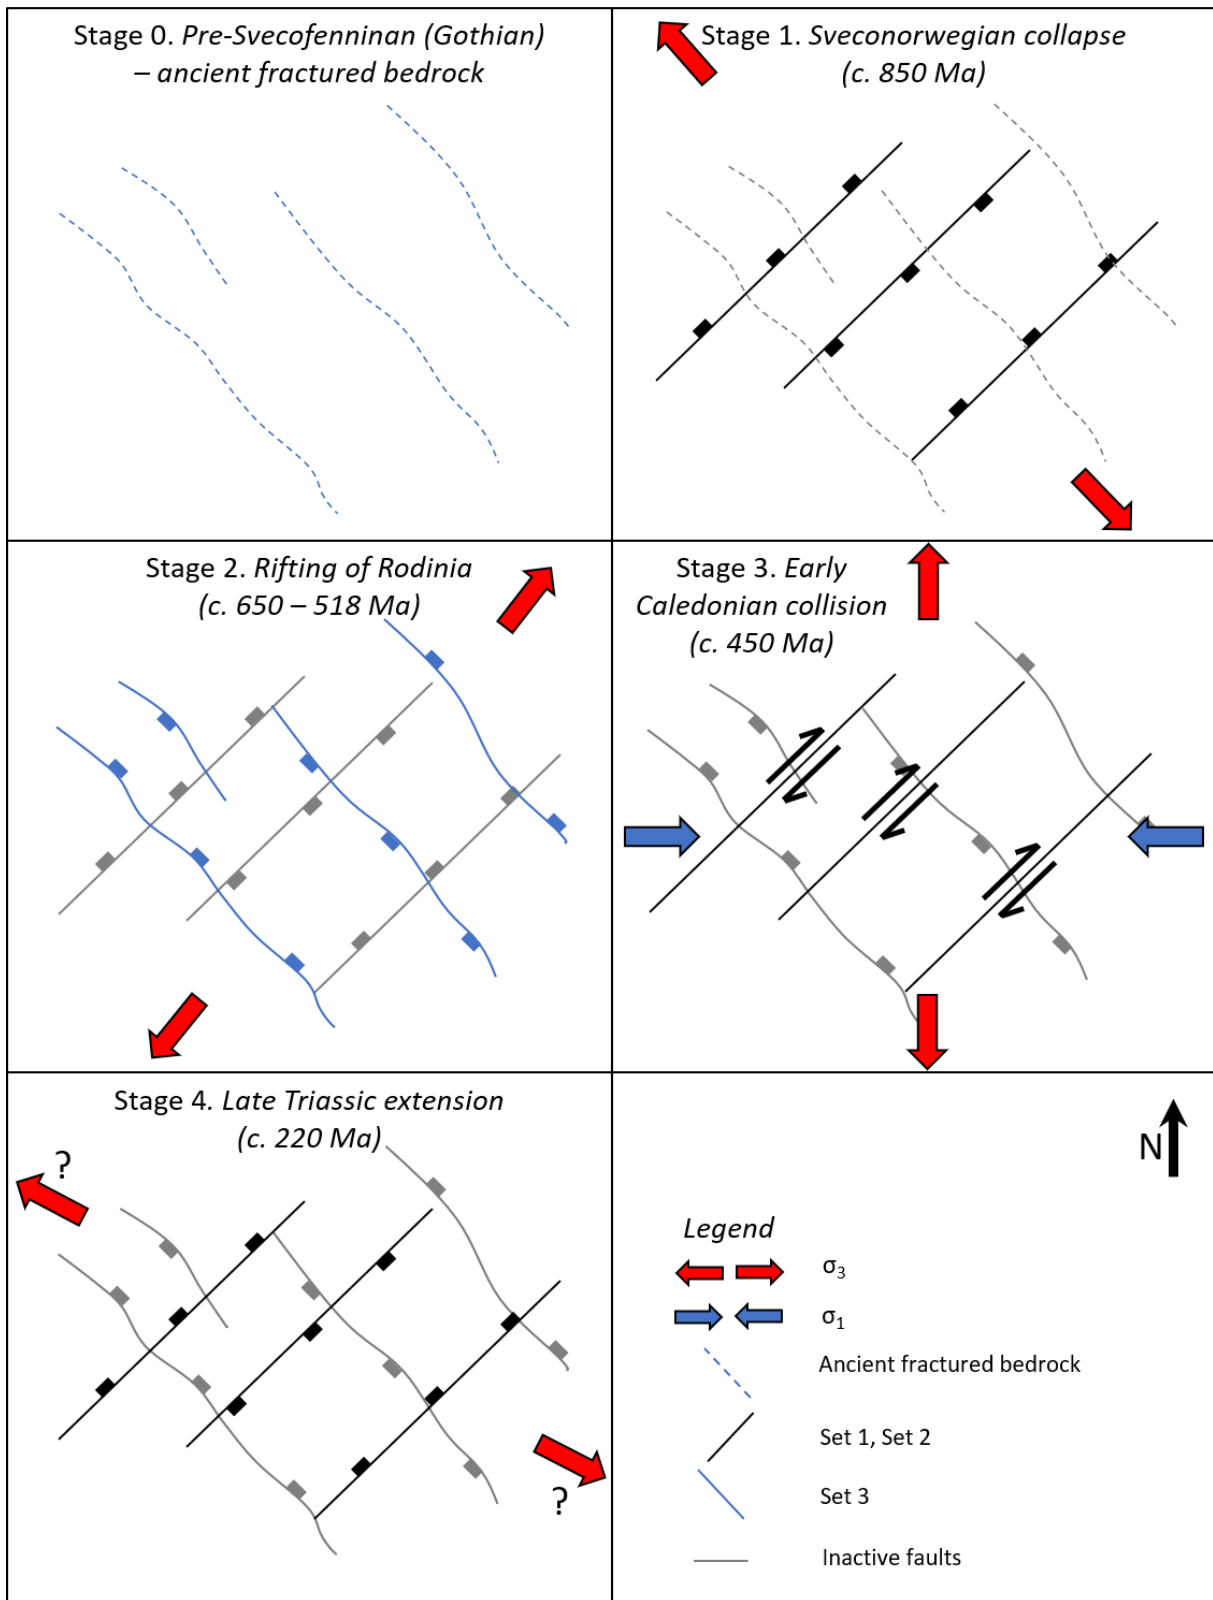 Stage 0. Pre-Svecofenninan (Gothian)
– ancient fractured bedrock
Stage 1. Sveconorwegian collapse
(c. 850 Ma)
Stage 2. Rifting of Rodinia
(c. 650 – 518 Ma)
Stage 3. Early
Caledonian collision
(c. 450 Ma)
Stage 4. Late Triassic extension
(c. 220 Ma)
?
?
N
Legend
σ3
σ1
Ancient fractured bedrock
Set 1, Set 2
Set 3
Inactive faults